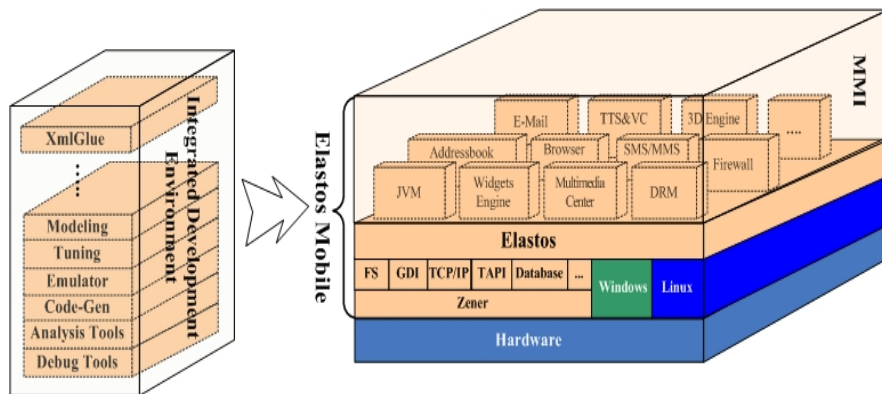 XmlGlue
.....
Modeling
Tuning
Emulator
Code-Gen
Analysis Tools
Debug Tools
Integrated Development
Environment
Elastos Mobile
MMI
E-Mail
TTS&VC
3D Engine
....
Addressbook
Browser
SMS/MMS
Firewall
JVM
Widgets
Engine
Multimedia
Center
DRM
Elastos
FS
GDI
TCP/IP
TAPI
Database
...
Windows
Linux
Zener
Hardware